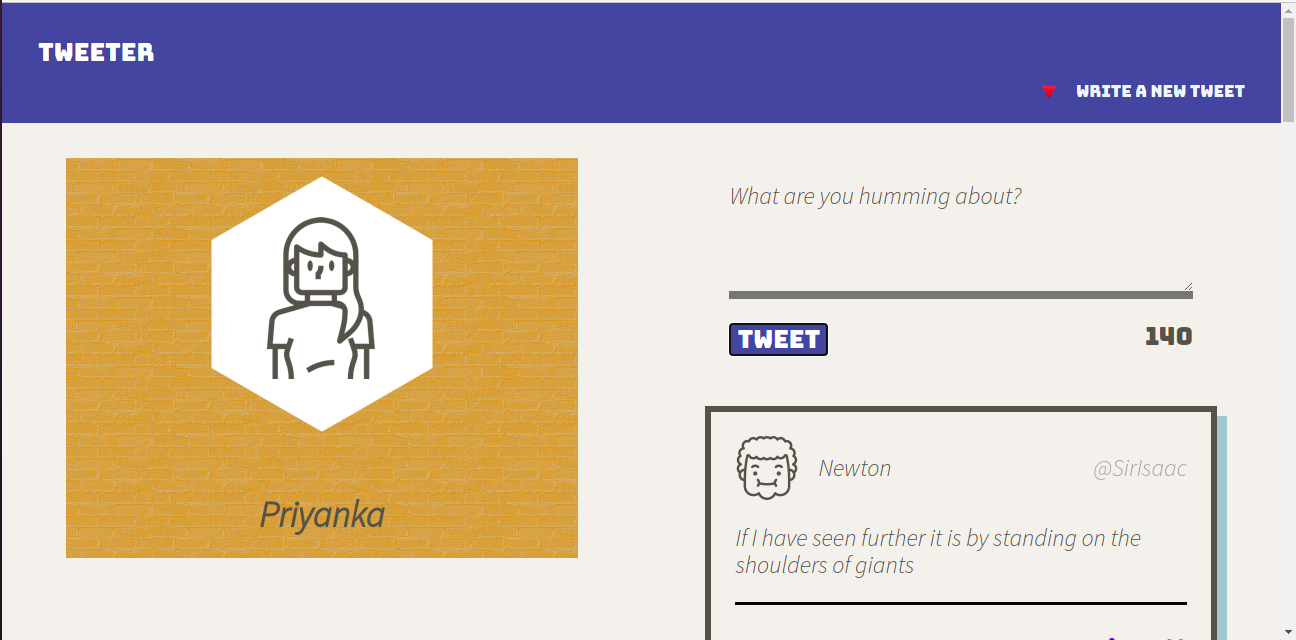 TWEETER
WRITE A NEW TWEET
Priyanka
What are you humming about?
TWEET
140
Newton
@SirIsaac
If I have seen further it is by standing on the
shoulders of giants